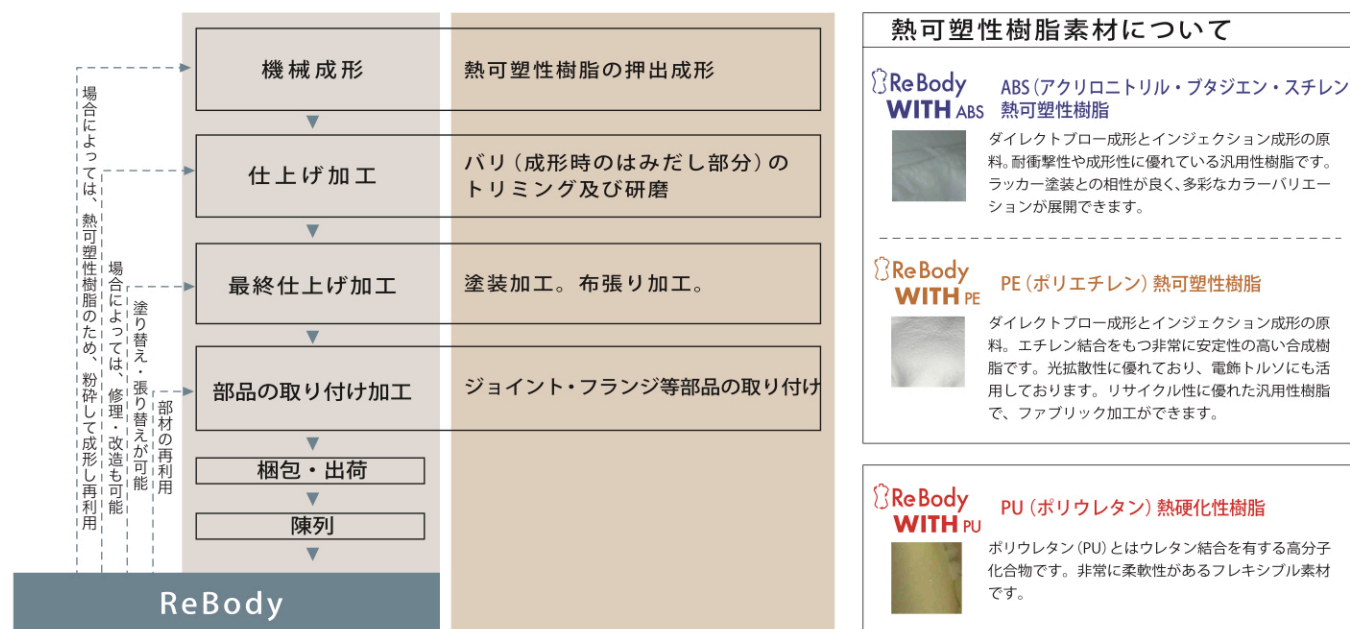 機械成形
熱可塑性樹脂の押出成形
仕上げ加工
バリ（成形時のはみだし部分）の
トリミング及び研磨
最終仕上げ加工
塗装加工。布張り加工。
部品の取り付け加工
ジョイント・フランジ等部品の取り付け
梱包・出荷
陳列
ReBody
場合によっては、熱可塑性樹脂のため、粉砕して成形し再利用
場合によっては、修理・改造も可能
塗り替え・張り替えが可能
部材の再利用
熱可塑性樹脂素材について
ReBody
WITH ABS
ABS（アクリロニトリル・ブタジエン・スチレン
熱可塑性樹脂
ダイレクトブロー成形とインジェクション成形の原
料。耐衝撃性や成形性に優れている汎用性樹脂です。
ラッカー塗装との相性が良く、多彩なカラーバリエー
ションが展開できます。
ReBody
WITH PE
PE（ポリエチレン）熱可塑性樹脂
ダイレクトブロー成形とインジェクション成形の原
料。エチレン結合をもつ非常に安定性の高い合成樹
脂です。光拡散性に優れており、電飾トルソにも活
用しております。リサイクル性に優れた汎用性樹脂
で、ファブリック加工ができます。
ReBody
WITH PU
PU（ポリウレタン）熱硬化性樹脂
ポリウレタン（PU）とはウレタン結合を有する高分子
化合物です。非常に柔軟性があるフレキシブル素材
です。